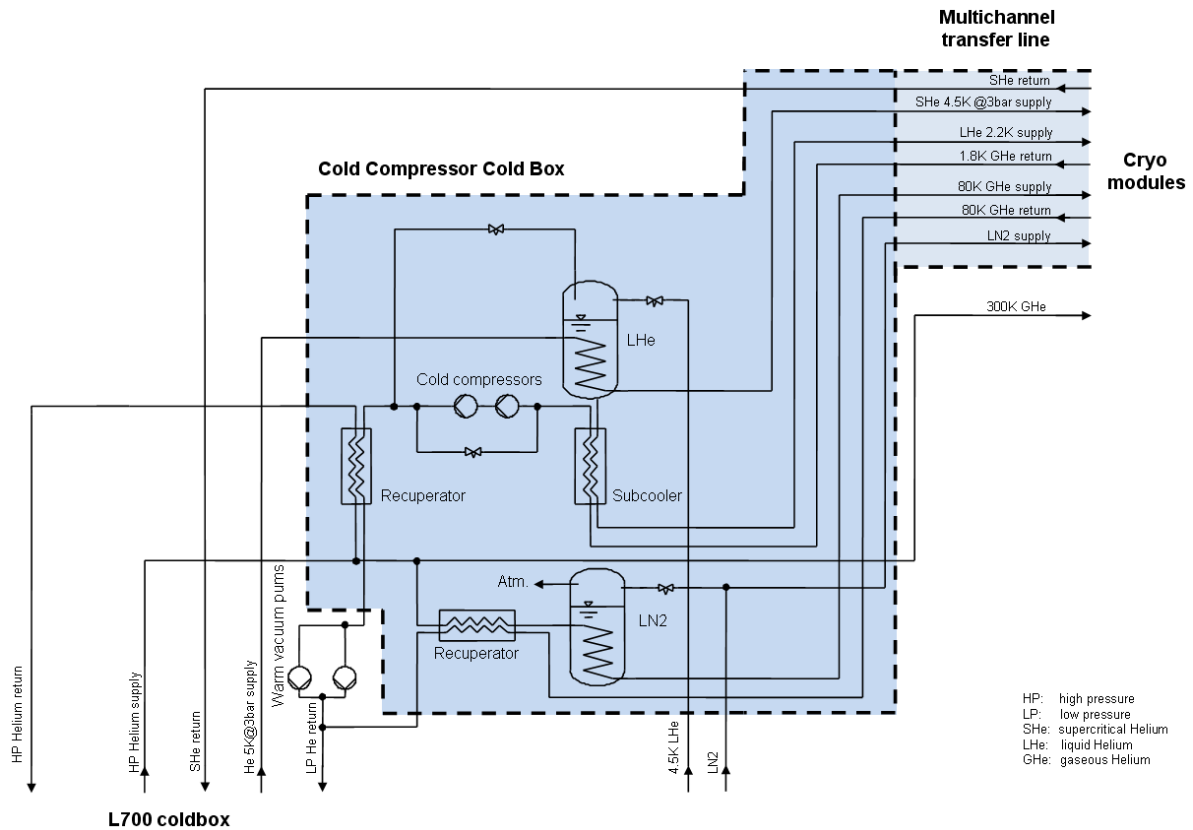 Multichannel
transfer line
SHe return
SHe 4.5K @3bar supply
LHe 2.2K supply
1.8K GHe return
80K GHe supply
80K GHe return
LN2 supply
Cryo
modules
Cold Compressor Cold Box
300K GHe
LHe
Cold compressors
Recuperator
Subcooler
Atm.
LN2
Recuperator
Warm vacuum pums
HP Helium return
HP Helium supply
SHe return
He 5K@3bar supply
LP He return
4.5K LHe
LN2
HP: high pressure
LP: low pressure
SHe: supercritical Helium
LHe: liquid Helium
GHe: gaseous Helium
L700 coldbox